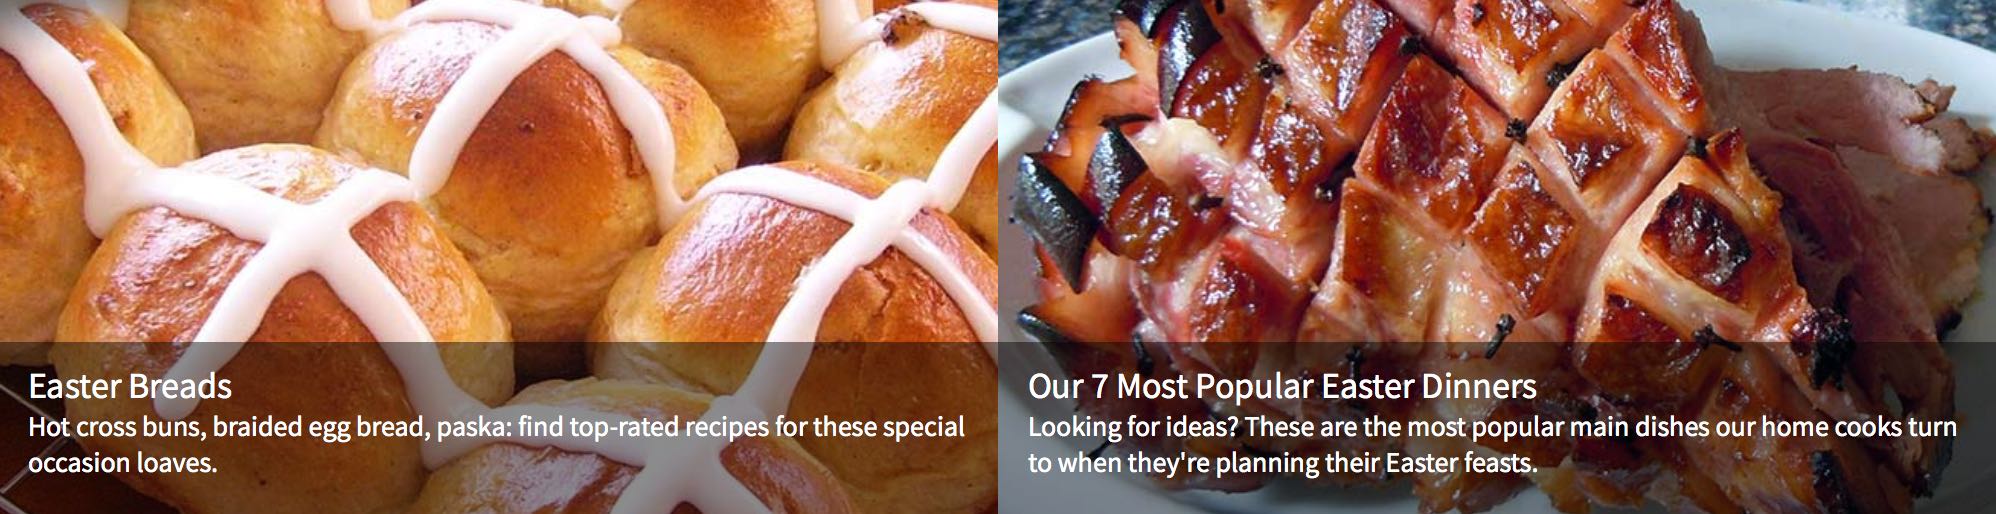 Easter Breads
Hot cross buns, braided egg bread, paska: find top-rated recipes for these special
occasion loaves.
Our 7 Most Popular Easter Dinners
Looking for ideas? These are the most popular main dishes our home cooks turn
to when they're planning their Easter feasts.